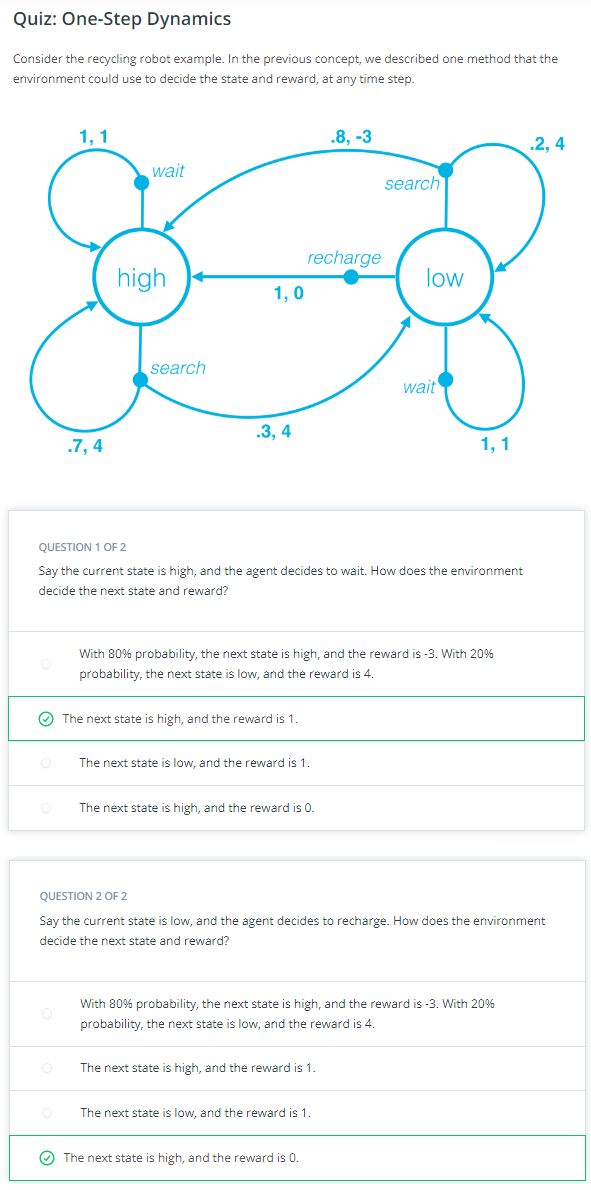 Quiz: One-Step Dynamics
Consider the recycling robot example. In the previous concept, we described one method that the
environment could use to decide the state and reward, at any time step.
1, 1
.8, -3
.2, 4
wait
search
recharge
high
low
1, 0
search
wait
.3, 4
.7, 4
1, 1
QUESTION 1 OF 2
Say the current state is high, and the agent decides to wait. How does the environment
decide the next state and reward?
With 80% probability, the next state is high, and the reward is -3. With 20%
probability, the next state is low, and the reward is 4.
The next state is high, and the reward is 1.
The next state is low, and the reward is 1.
The next state is high, and the reward is 0.
QUESTION 2 OF 2
Say the current state is low, and the agent decides to recharge. How does the environment
decide the next state and reward?
With 80% probability, the next state is high, and the reward is -3. With 20%
probability, the next state is low, and the reward is 4.
The next state is high, and the reward is 1.
The next state is low, and the reward is 1.
The next state is high, and the reward is 0.